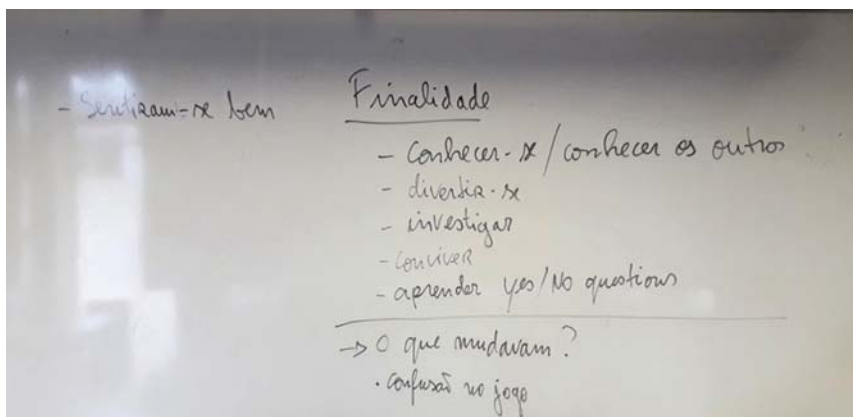 - Sentiram-se bem
Finalidade
- Conhecer-se / conhecer os outros
- divertir-se
- investigar
- conviver
- aprender yes/No questions
→ O que mudavam?
· confusão no jogo